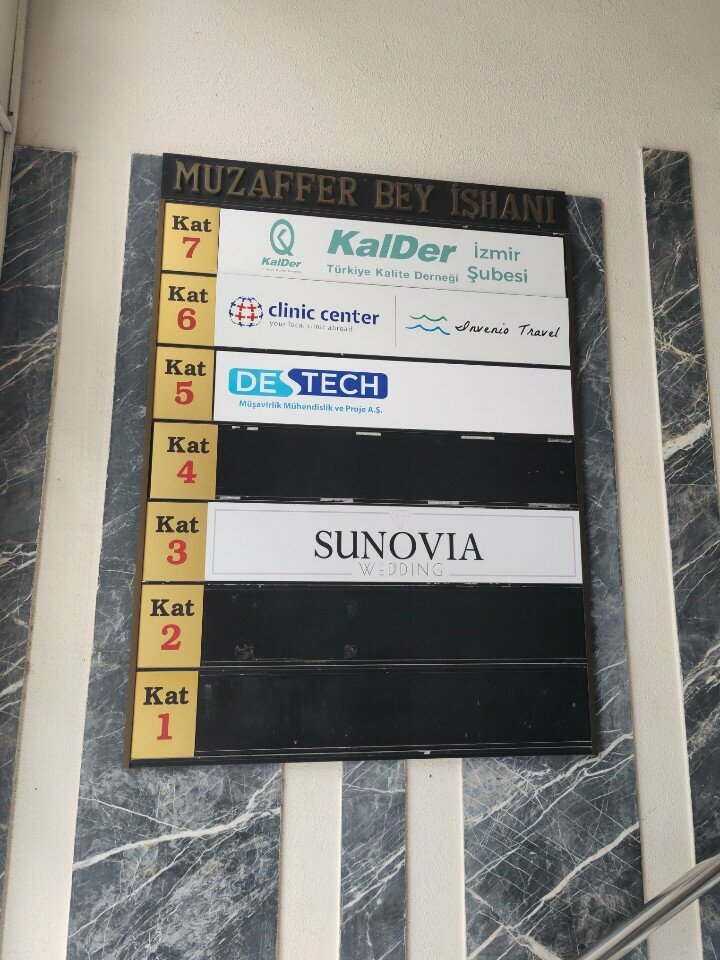 MUZAFFER BEY İŞHANI
Kat 7
KalDer
KalDer İzmir Şubesi
Türkiye Kalite Derneği
Kat 6
clinic center
your local clinic abroad
Invenio Travel
Kat 5
DESTECH
Müşavirlik Mühendislik ve Proje A.Ş.
Kat 4
Kat 3
SUNOVIA
WEDDING
Kat 2
Kat 1